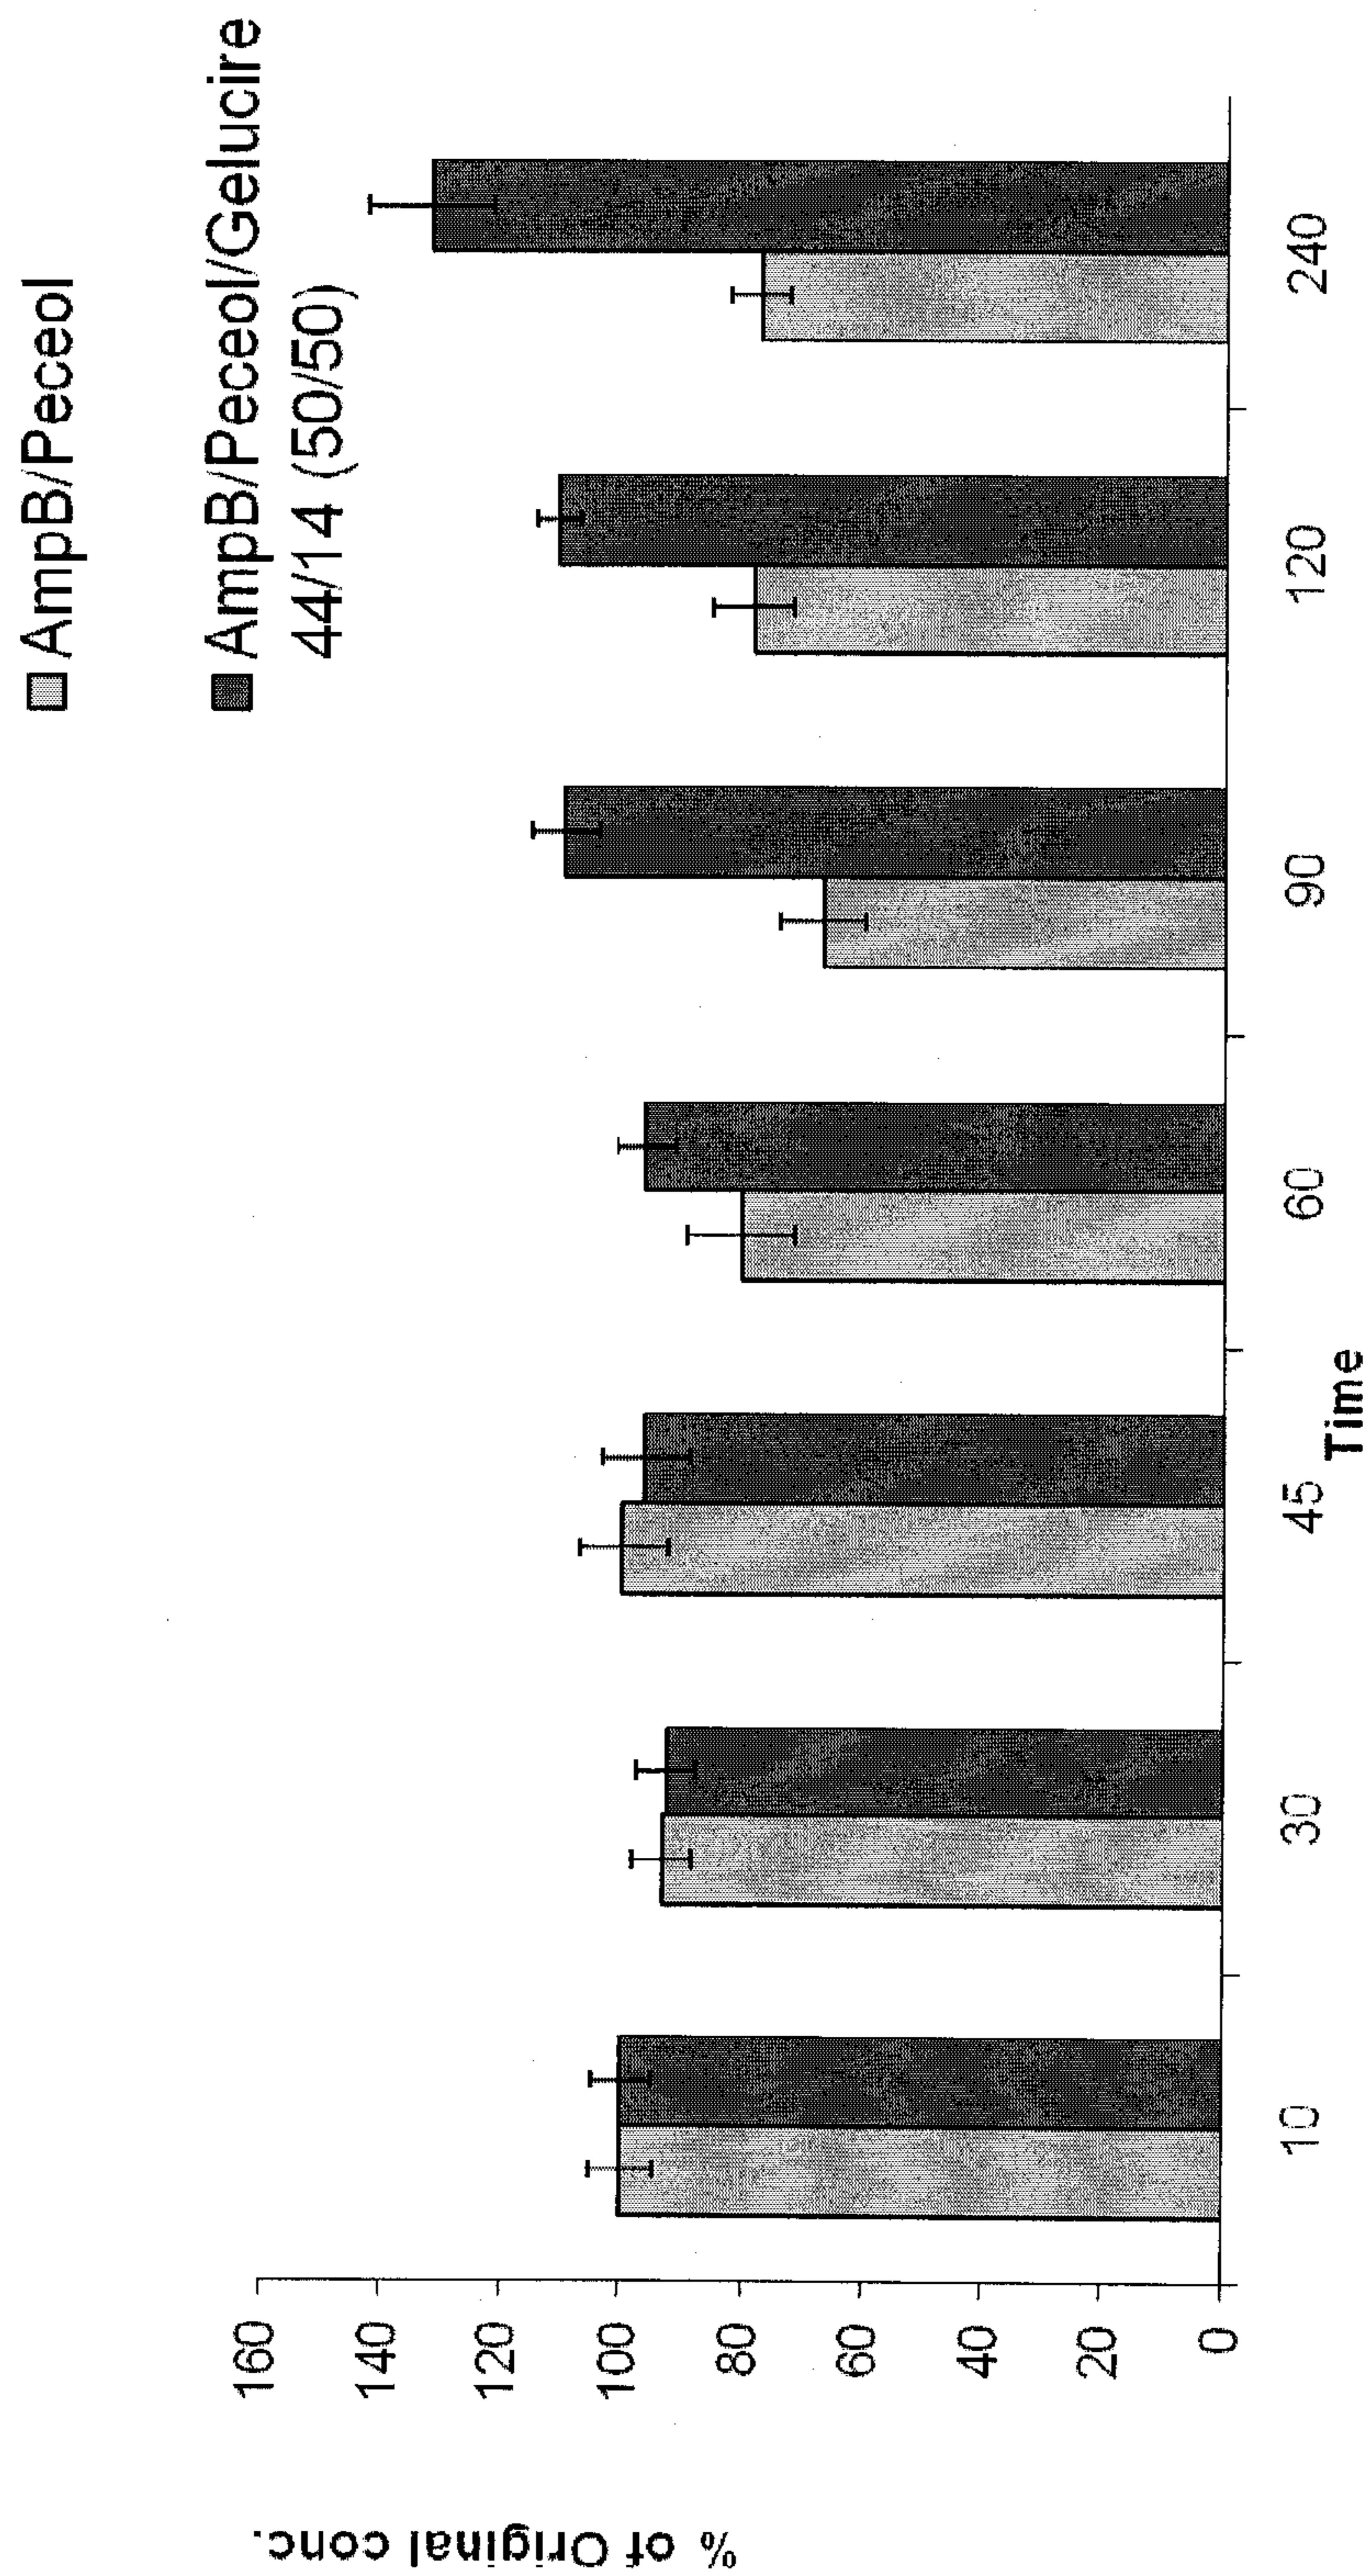 AmpB/Peceol
AmpB/Peceol/Gelucire
44/14 (50/50)
% of Original conc.
160
140
120
100
80
60
40
20
0
10 30 45 60 90 120 240
Time